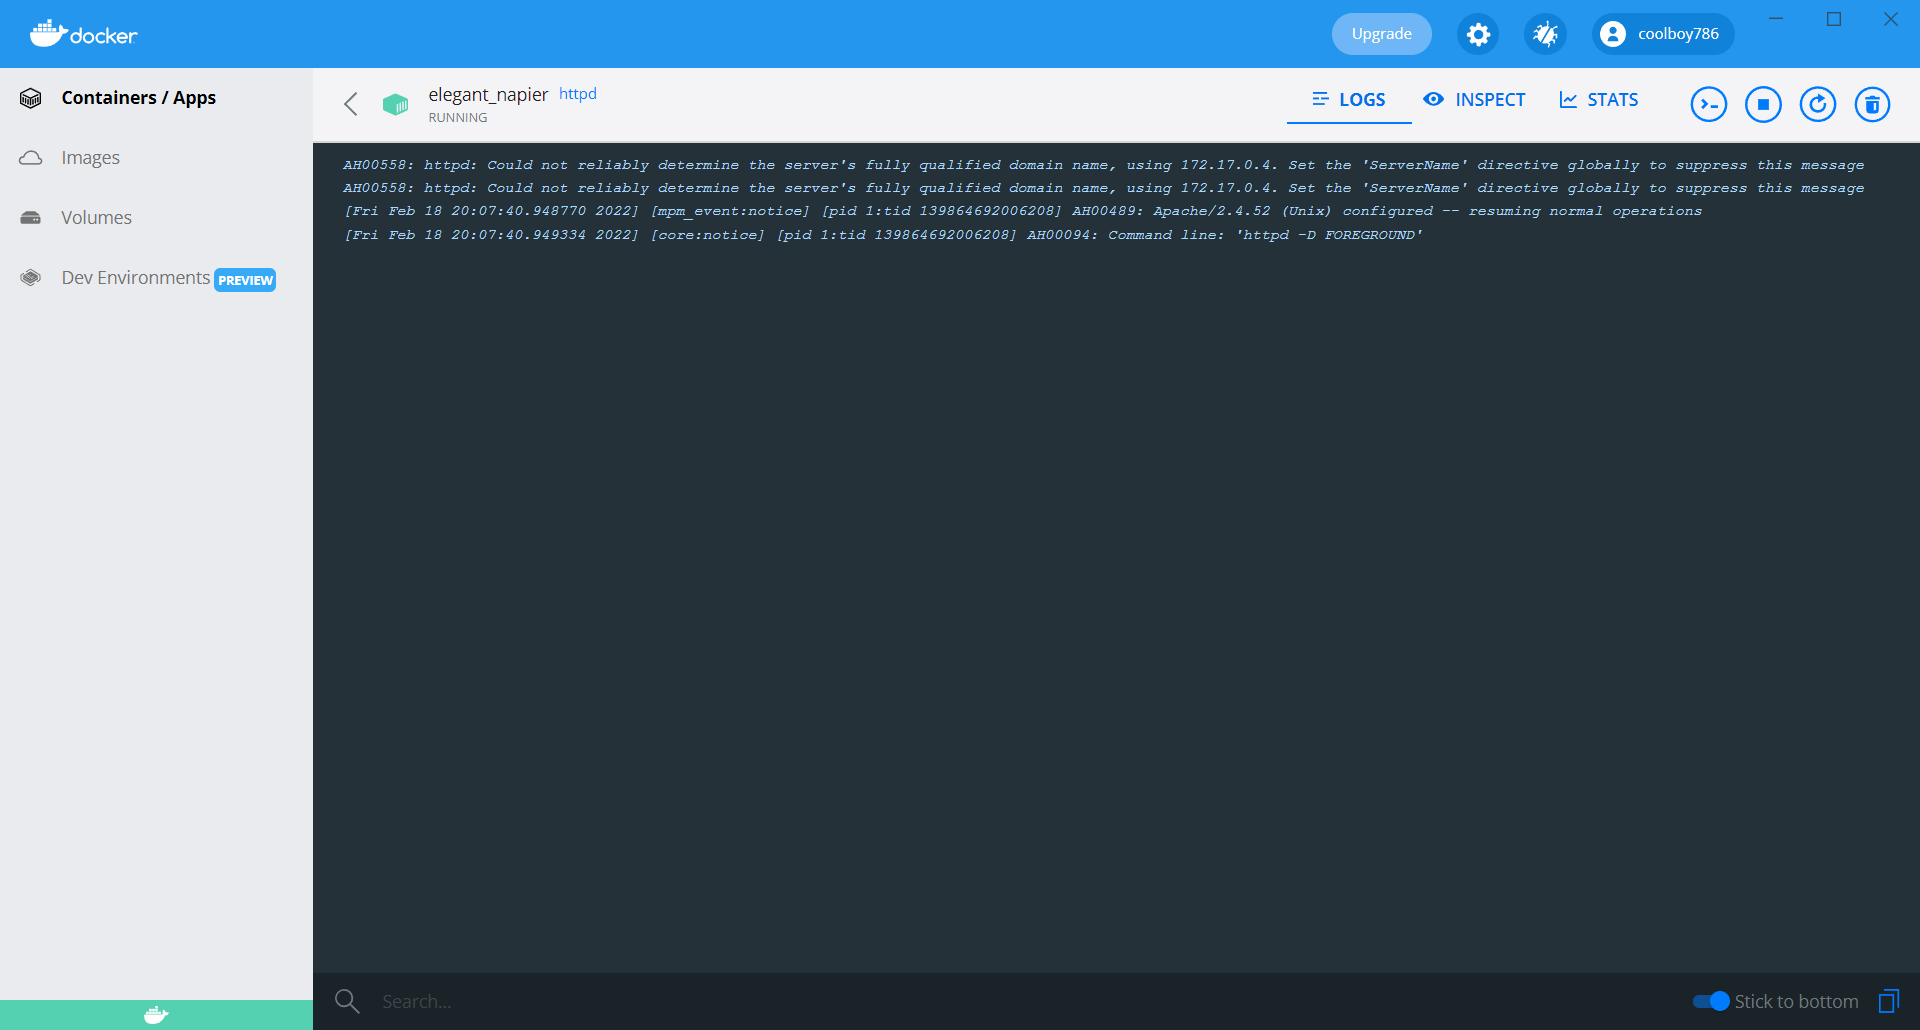 docker
Upgrade
coolboy786
Containers / Apps
Images
Volumes
Dev Environments PREVIEW
elegant_napier httpd
RUNNING
LOGS
INSPECT
STATS
AH00558: httpd: Could not reliably determine the server's fully qualified domain name, using 172.17.0.4. Set the 'ServerName' directive globally to suppress this message
AH00558: httpd: Could not reliably determine the server's fully qualified domain name, using 172.17.0.4. Set the 'ServerName' directive globally to suppress this message
[Fri Feb 18 20:07:40.948770 2022] [mpm_event:notice] [pid 1:tid 139864692006208] AH00489: Apache/2.4.52 (Unix) configured -- resuming normal operations
[Fri Feb 18 20:07:40.949334 2022] [core:notice] [pid 1:tid 139864692006208] AH00094: Command line: 'httpd -D FOREGROUND'
Search...
Stick to bottom